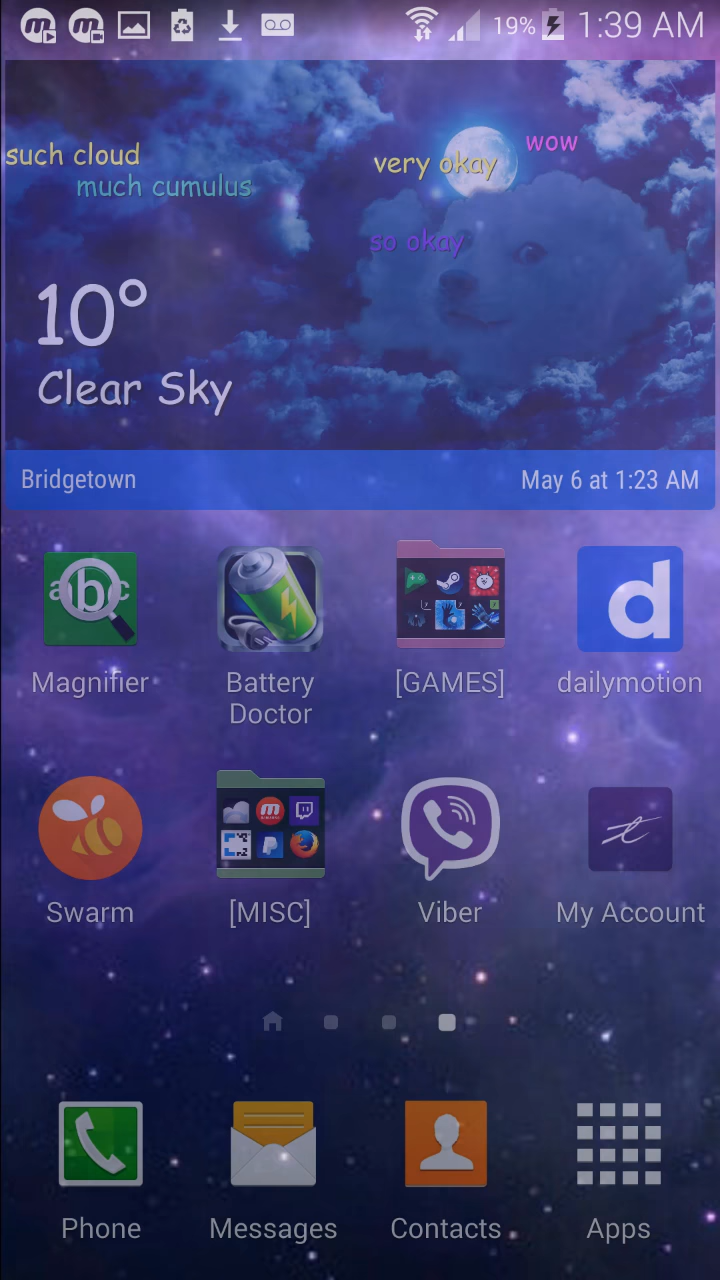 19% 1:39 AM
such cloud
much cumulus
very okay
wow
so okay
10°
Clear Sky
Bridgetown
May 6 at 1:23 AM
abc
d
Magnifier
Battery
Doctor
[GAMES]
dailymotion
Swarm
[MISC]
Viber
My Account
Phone
Messages
Contacts
Apps